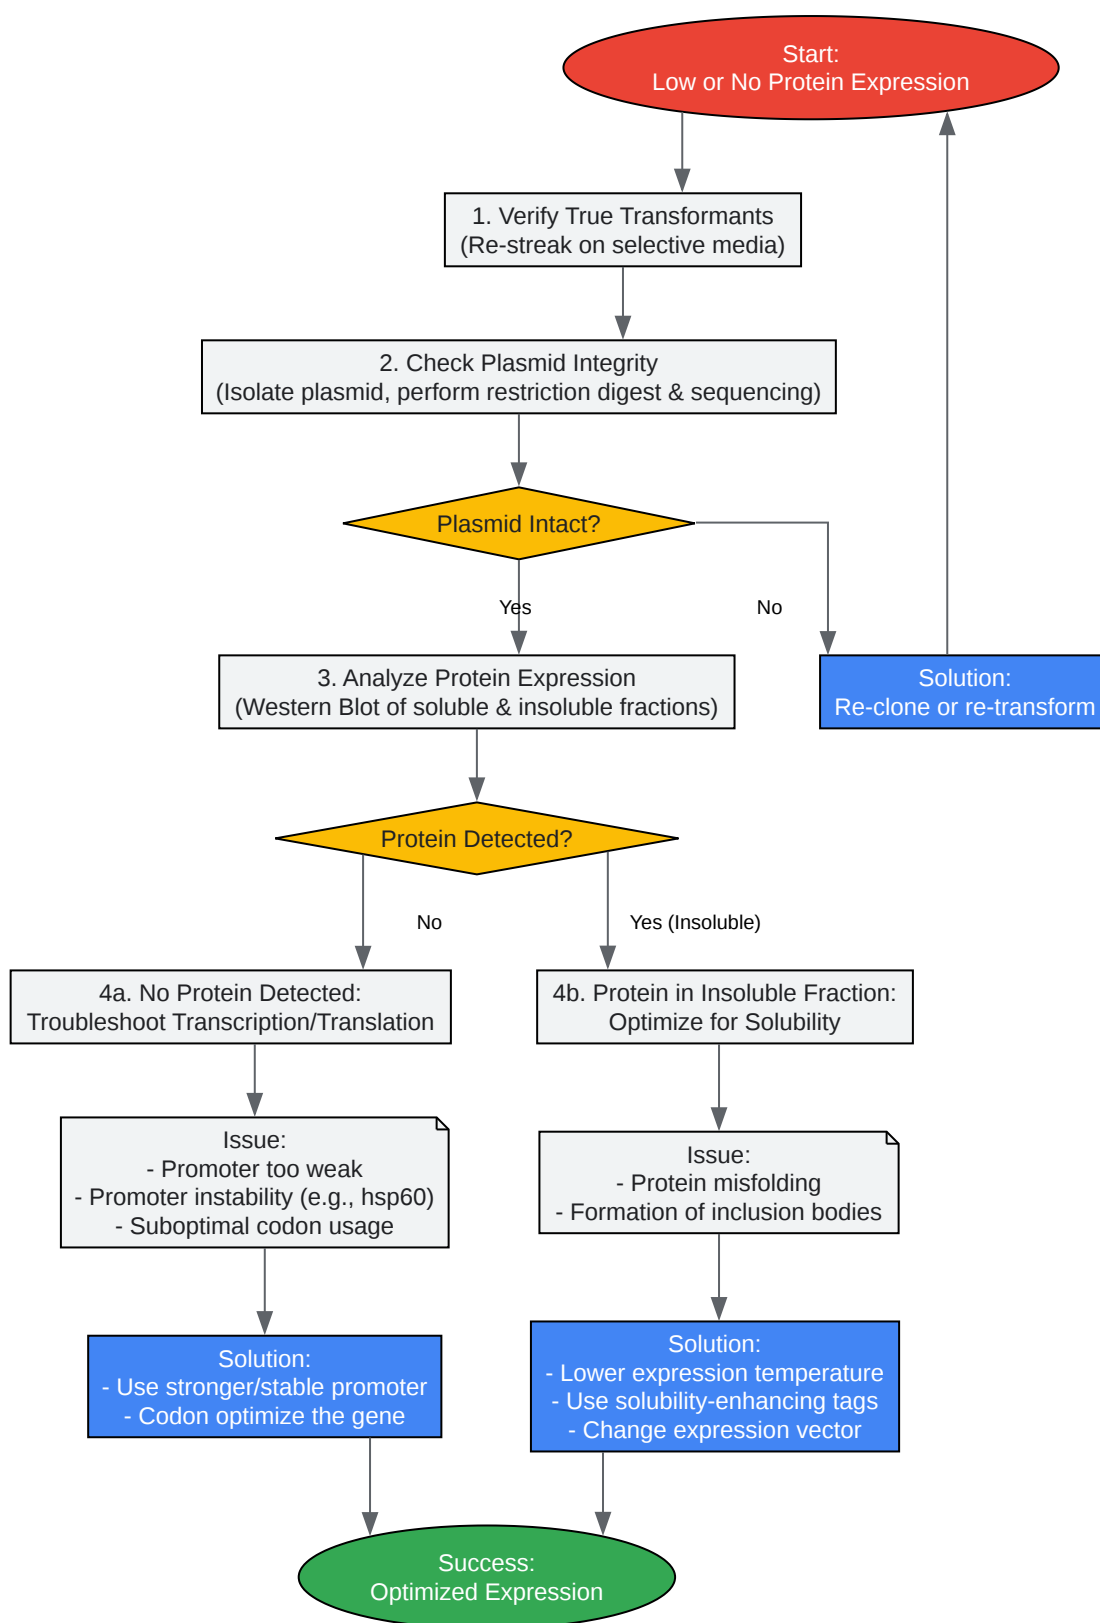 Start:
Low or No Protein Expression
1. Verify True Transformants
(Re-streak on selective media)
2. Check Plasmid Integrity
(Isolate plasmid, perform restriction digest & sequencing)
Plasmid Intact?
Yes
No
3. Analyze Protein Expression
(Western Blot of soluble & insoluble fractions)
Solution:
Re-clone or re-transform
Protein Detected?
No
Yes (Insoluble)
4a. No Protein Detected:
Troubleshoot Transcription/Translation
4b. Protein in Insoluble Fraction:
Optimize for Solubility
Issue:
- Promoter too weak
- Promoter instability (e.g., hsp60)
- Suboptimal codon usage
Issue:
- Protein misfolding
- Formation of inclusion bodies
Solution:
- Use stronger/stable promoter
- Codon optimize the gene
Solution:
- Lower expression temperature
- Use solubility-enhancing tags
- Change expression vector
Success:
Optimized Expression